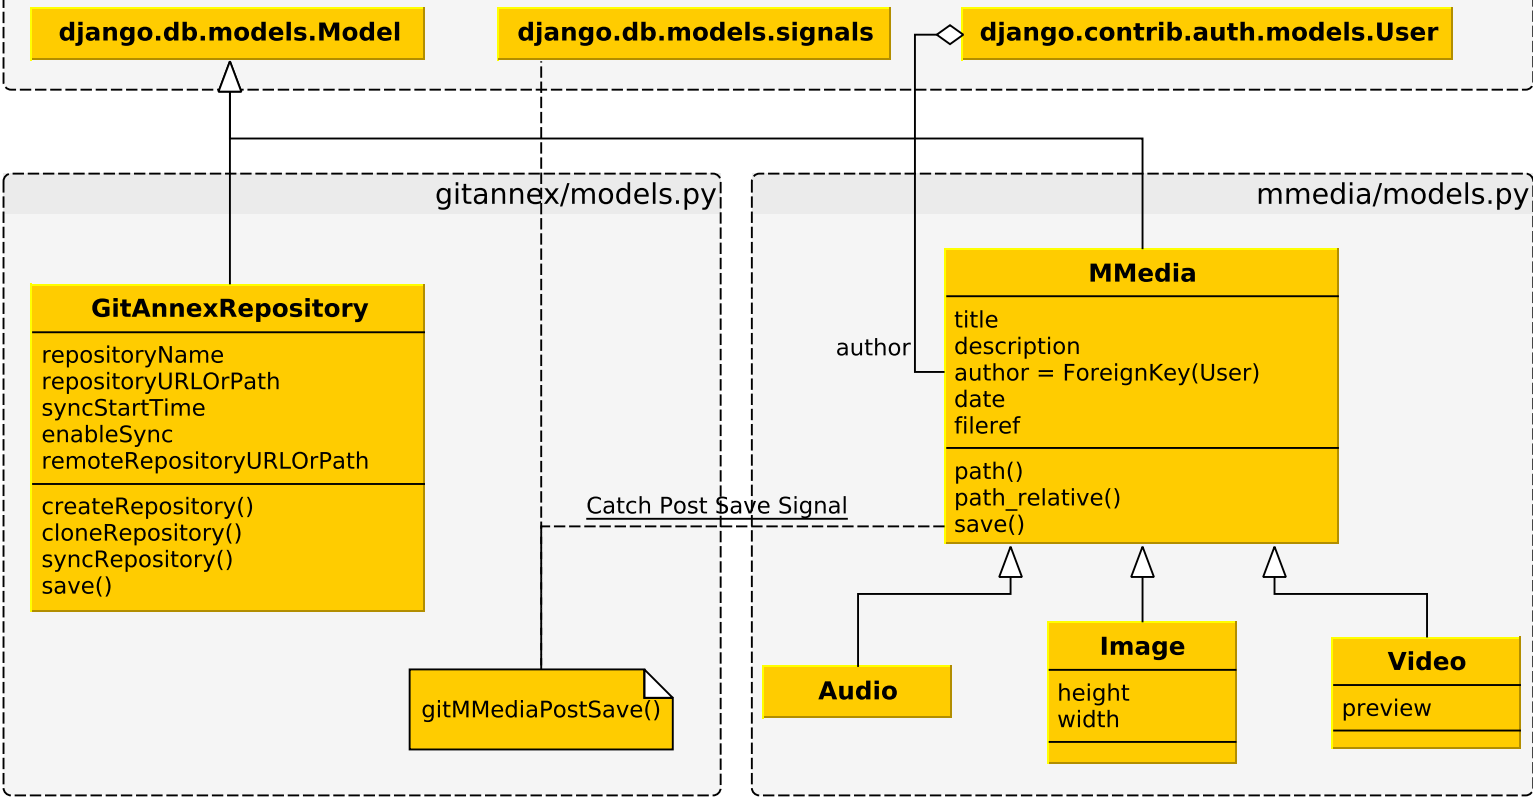 django.db.models.Model
django.db.models.signals
django.contrib.auth.models.User
gitannex/models.py
mmedia/models.py
GitAnnexRepository
repositoryName
repositoryURLOrPath
syncStartTime
enableSync
remoteRepositoryURLOrPath
createRepository()
cloneRepository()
syncRepository()
save()
author
MMedia
title
description
author = ForeignKey(User)
date
fileref
path()
path_relative()
save()
Catch Post Save Signal
gitMMediaPostSave()
Audio
Image
height
width
Video
preview